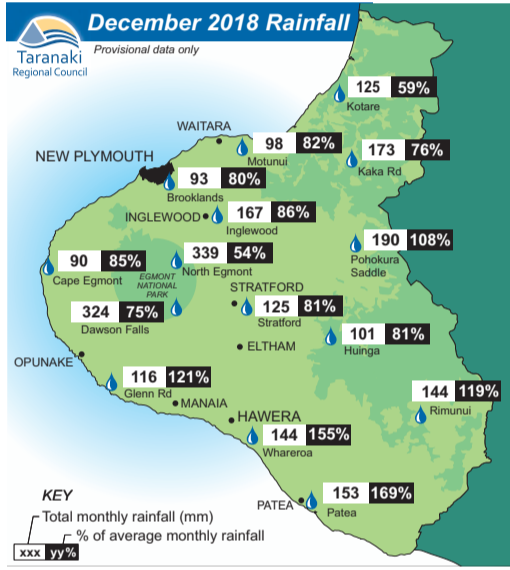 December 2018 Rainfall
Provisional data only
Taranaki
Regional Council
125 59%
Kotare
WAITARA
98 82%
Motunui
173 76%
Kaka Rd
NEW PLYMOUTH
93 80%
Brooklands
INGLEWOOD
167 86%
Inglewood
190 108%
Pohokura
Saddle
339 54%
North Egmont
90 85%
Cape Egmont
EGMONT
NATIONAL
PARK
324 75%
Dawson Falls
STRATFORD
125 81%
Stratford
101 81%
Huinga
ELTHAM
OPUNAKE
116 121%
Glenn Rd
MANAIA
144 119%
Rimunui
HAWERA
144 155%
Whareroa
153 169%
PATEA
Patea
KEY
Total monthly rainfall (mm)
% of average monthly rainfall
xxx yy%